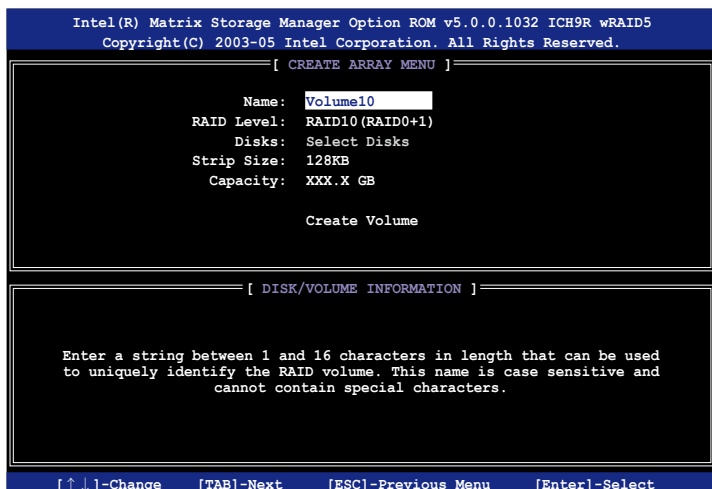 Intel(R) Matrix Storage Manager Option ROM v5.0.0.1032 ICH9R wRAID5
Copyright(C) 2003-05 Intel Corporation. All Rights Reserved.
[ CREATE ARRAY MENU ]
Name: Volume10
RAID Level: RAID10(RAID0+1)
Disks: Select Disks
Strip Size: 128KB
Capacity: XXX.X GB
Create Volume
[ DISK/VOLUME INFORMATION ]
Enter a string between 1 and 16 characters in length that can be used
to uniquely identify the RAID volume. This name is case sensitive and
cannot contain special characters.
[↑↓]-Change [TAB]-Next [ESC]-Previous Menu [Enter]-Select